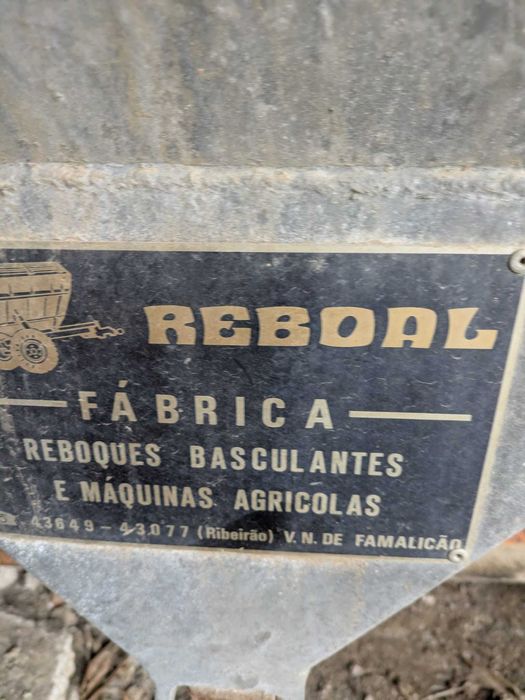 REBOAL
FÁBRICA
REBOQUES BASCULANTES
E MÁQUINAS AGRICOLAS
43649-43077 (Ribeirão) V.N. DE FAMALICÃO